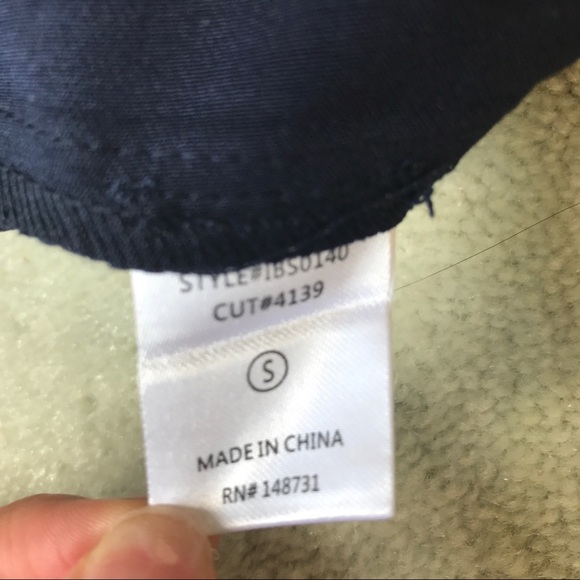 STYLE#IBS0140
CUT#4139
S
MADE IN CHINA
RN# 148731